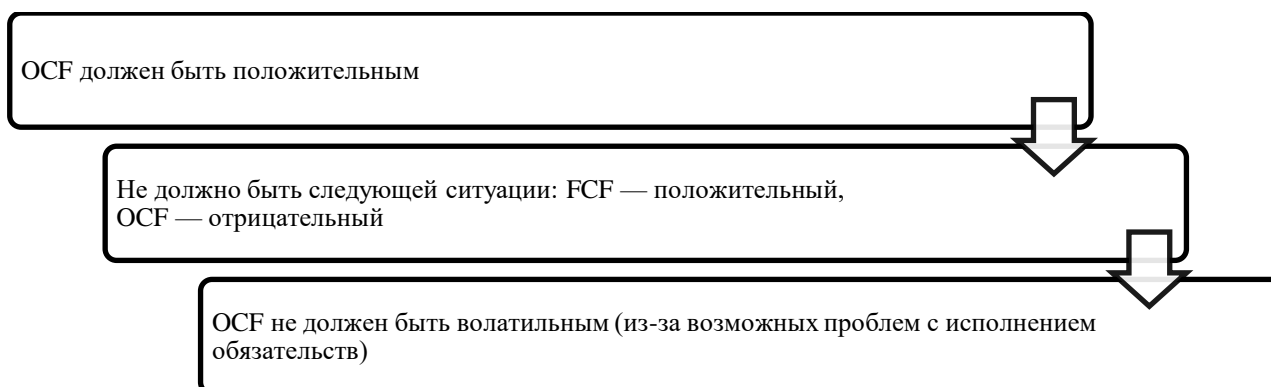 OCF должен быть положительным
Не должно быть следующей ситуации: FCF — положительный,
OCF — отрицательный
OCF не должен быть волатильным (из-за возможных проблем с исполнением
обязательств)